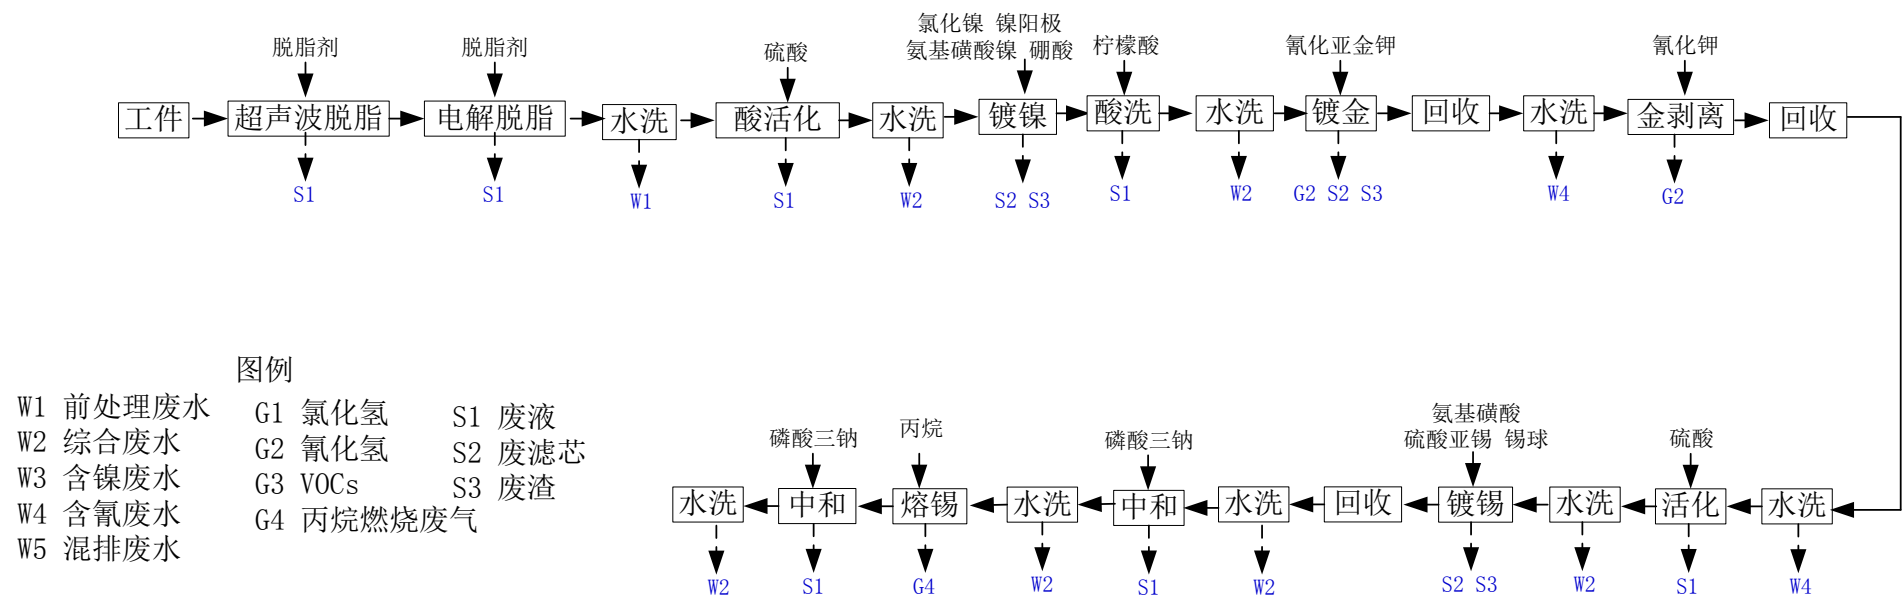 氯化镍 镍阳极
脱脂剂 脱脂剂 硫酸 氨基磺酸镍 硼酸 柠檬酸 氰化亚金钾 氰化钾
工件 超声波脱脂 电解脱脂 水洗 酸活化 水洗 镀镍 酸洗 水洗 镀金 回收 水洗 金剥离 回收
S1 S1 W1 S1 W2 S2 S3 S1 W2 G2 S2 S3 W4 G2
图例
W1 前处理废水 G1 氯化氢 S1 废液
W2 综合废水 G2 氰化氢 S2 废滤芯
W3 含镍废水 G3 VOCs S3 废渣
W4 含氰废水 G4 丙烷燃烧废气
W5 混排废水
氨基磺酸
磷酸三钠 丙烷 磷酸三钠 硫酸亚锡 锡球 硫酸
水洗 中和 熔锡 水洗 中和 水洗 回收 镀锡 水洗 活化 水洗
W2 S1 G4 W2 S1 W2 S2 S3 W2 S1 W4